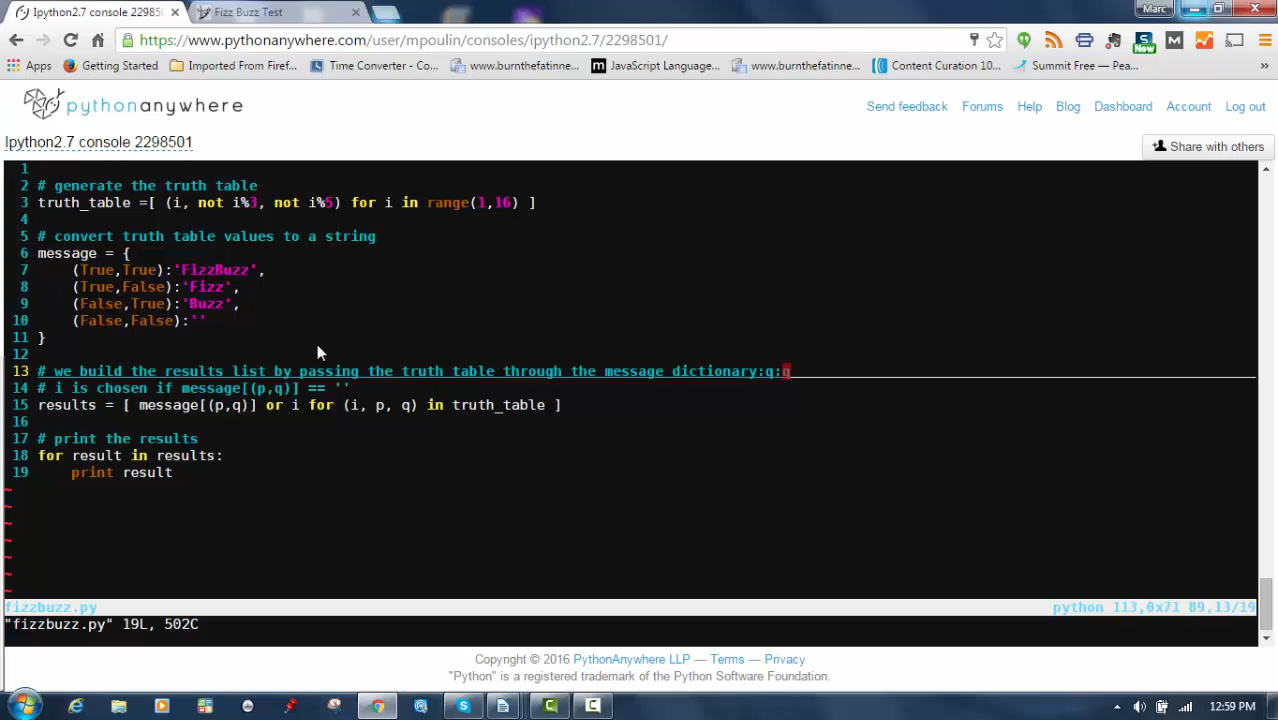 Ipython2.7 console 2298501
Fizz Buzz Test
Marc
https://www.pythonanywhere.com/user/mpoulin/consoles/ipython2.7/2298501/
New
Apps Getting Started Imported From Firef... Time Converter - Co... www.burnthefatinne... JavaScript Language... www.burnthefatinne... Content Curation 10... Summit Free — Pea... »
pythonanywhere
Send feedback Forums Help Blog Dashboard Account Log out
Ipython2.7 console 2298501
Share with others
1
2 # generate the truth table
3 truth_table =[ (i, not i%3, not i%5) for i in range(1,16) ]
4
5 # convert truth table values to a string
6 message = {
7     (True,True):'FizzBuzz',
8     (True,False):'Fizz',
9     (False,True):'Buzz',
10     (False,False):''
11 }
12
13 # we build the results list by passing the truth table through the message dictionary:q:q
14 # i is chosen if message[(p,q)] == ''
15 results = [ message[(p,q)] or i for (i, p, q) in truth_table ]
16
17 # print the results
18 for result in results:
19     print result
~
~
~
~
~
~
~
fizzbuzz.py python 113,0x71 89,13/19
"fizzbuzz.py" 19L, 502C
Copyright © 2016 PythonAnywhere LLP — Terms — Privacy
"Python" is a registered trademark of the Python Software Foundation.
12:59 PM